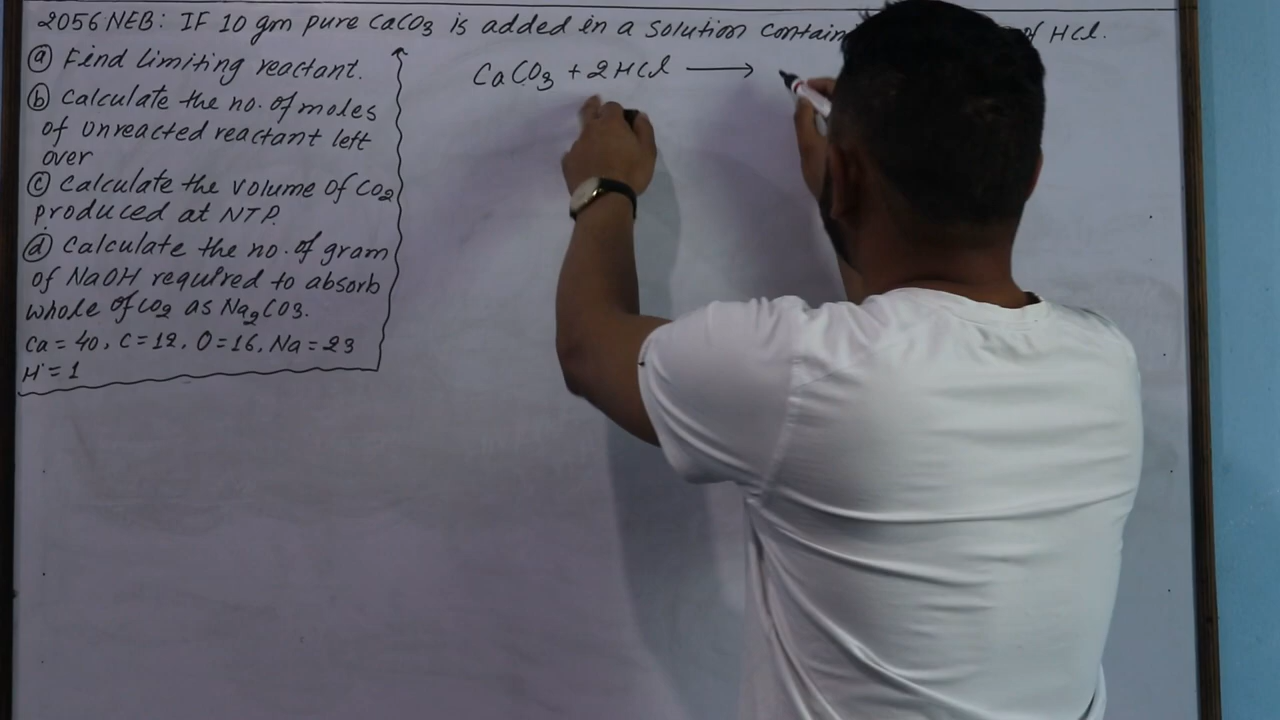 2056 NEB: IF 10 gm pure CaCO3 is added in a solution contain of HCl.
ⓐ Find limiting reactant.
ⓑ Calculate the no. of moles
of unreacted reactant left
over
ⓒ Calculate the volume of CO2
produced at NTP.
ⓓ Calculate the no. of gram
of NaOH required to absorb
whole of CO2 as Na2CO3.
Ca = 40, C = 12, O = 16, Na = 23
H = 1
CaCO3 + 2HCl ⟶